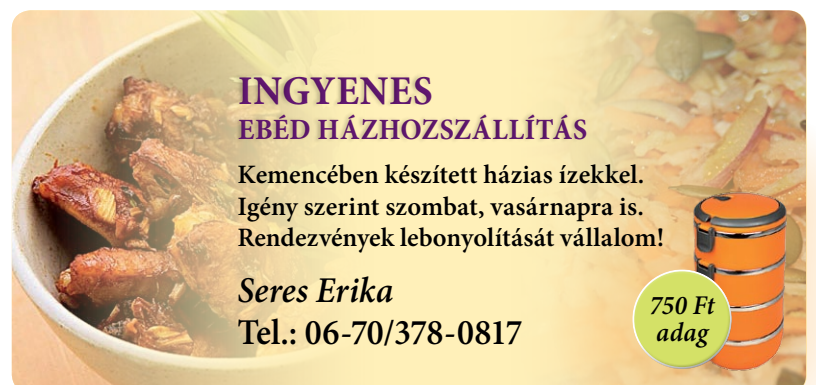 INGYENES
EBÉD HÁZHOZSZÁLLÍTÁS
Kemencében készített házias ízekkel.
Igény szerint szombat, vasárnapra is.
Rendezvények lebonyolítását vállalom!
Seres Erika
Tel.: 06-70/378-0817
750 Ft
adag